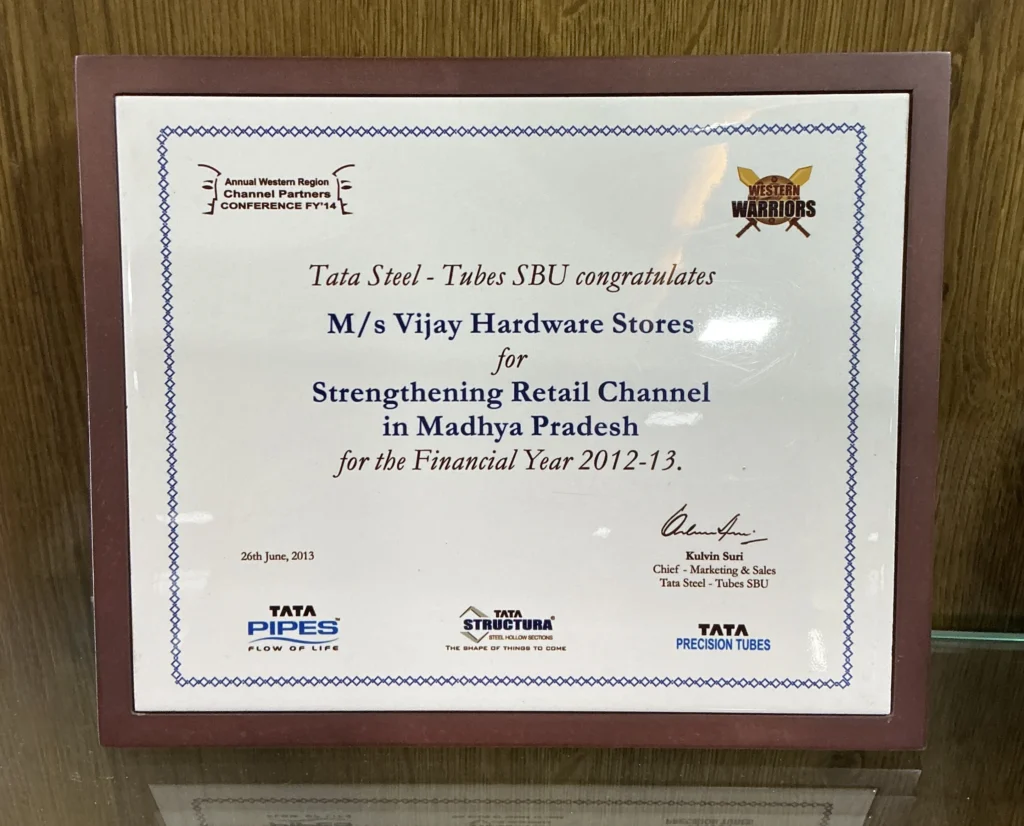 Annual Western Region
Channel Partners
CONFERENCE FY'14
WESTERN
WARRIORS
Tata Steel - Tubes SBU congratulates
M/s Vijay Hardware Stores
for
Strengthening Retail Channel
in Madhya Pradesh
for the Financial Year 2012-13.
26th June, 2013
Kulvin Suri
Chief - Marketing & Sales
Tata Steel - Tubes SBU
TATA
PIPES™
FLOW OF LIFE
TATA
STRUCTURA®
STEEL HOLLOW SECTIONS
THE SHAPE OF THINGS TO COME
TATA
PRECISION TUBES